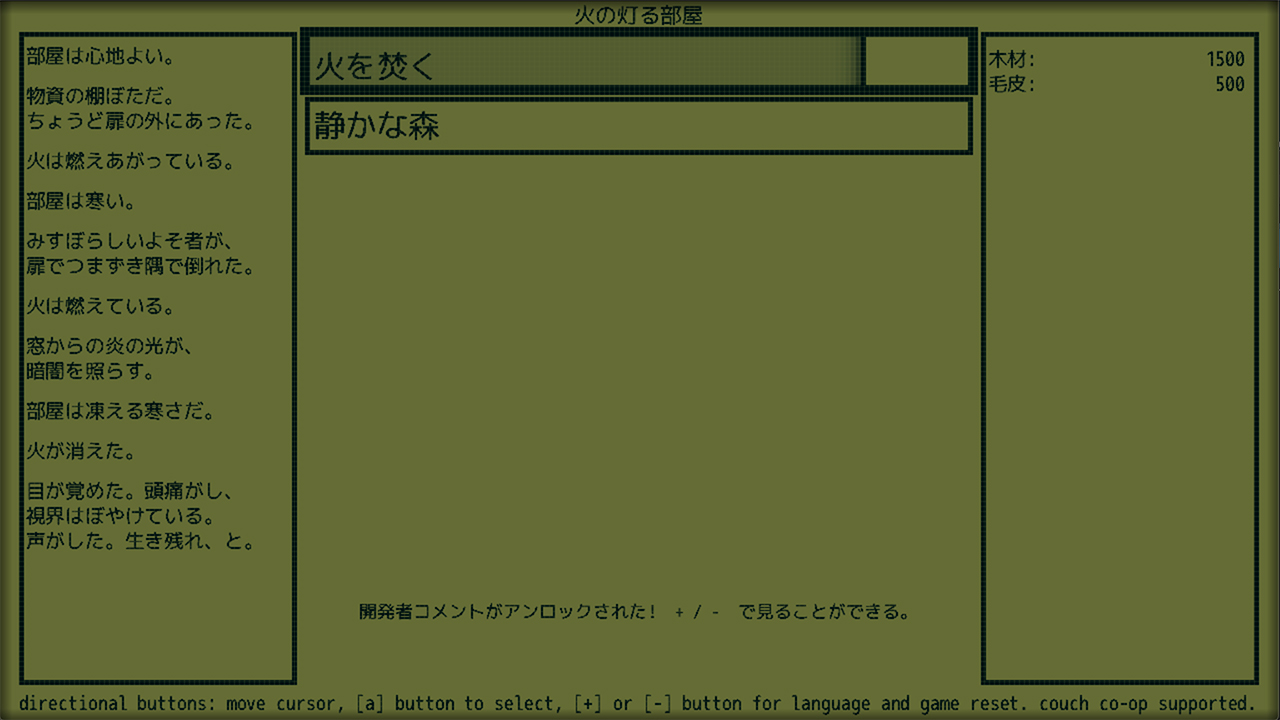 火の灯る部屋
部屋は心地よい。
物資の棚ぼただ。
ちょうど扉の外にあった。
火は燃えあがっている。
部屋は寒い。
みすぼらしいよそ者が、
扉でつまずき隅で倒れた。
火は燃えている。
窓からの炎の光が、
暗闇を照らす。
部屋は凍える寒さだ。
火が消えた。
目が覚めた。頭痛がし、
視界はぼやけている。
声がした。生き残れ、と。
火を焚く
静かな森
開発者コメントがアンロックされた! + / - で見ることができる。
木材: 1500
毛皮: 500
directional buttons: move cursor, [a] button to select, [+] or [-] button for language and game reset. couch co-op supported.